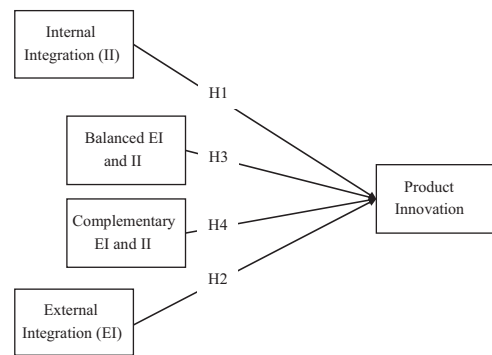 Internal
Integration (II)
H1
Balanced EI
and II
H3
Product
Innovation
Complementary
EI and II
H4
H2
External
Integration (EI)